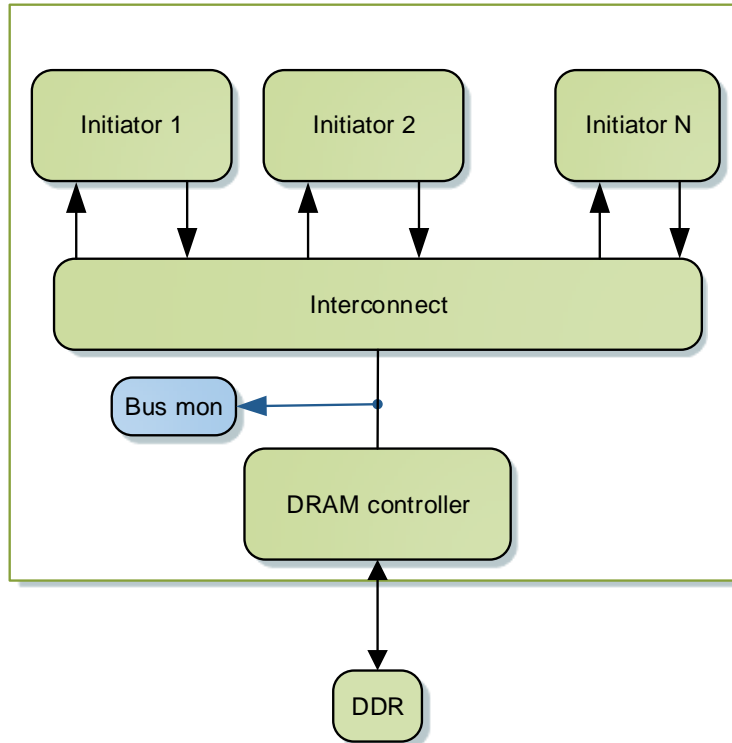 Initiator 1
Initiator 2
Initiator N
Interconnect
Bus mon
DRAM controller
DDR